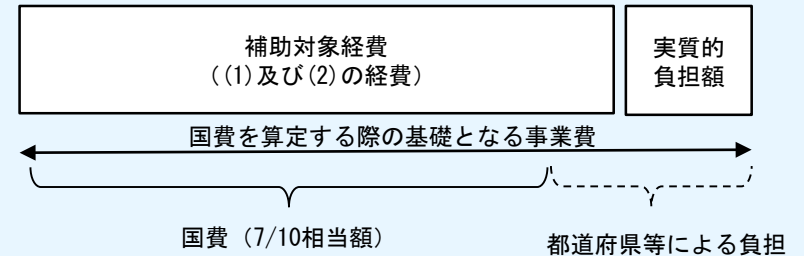 補助対象経費
((1)及び(2)の経費)
実質的
負担額
国費を算定する際の基礎となる事業費
国費（7/10相当額）
都道府県等による負担